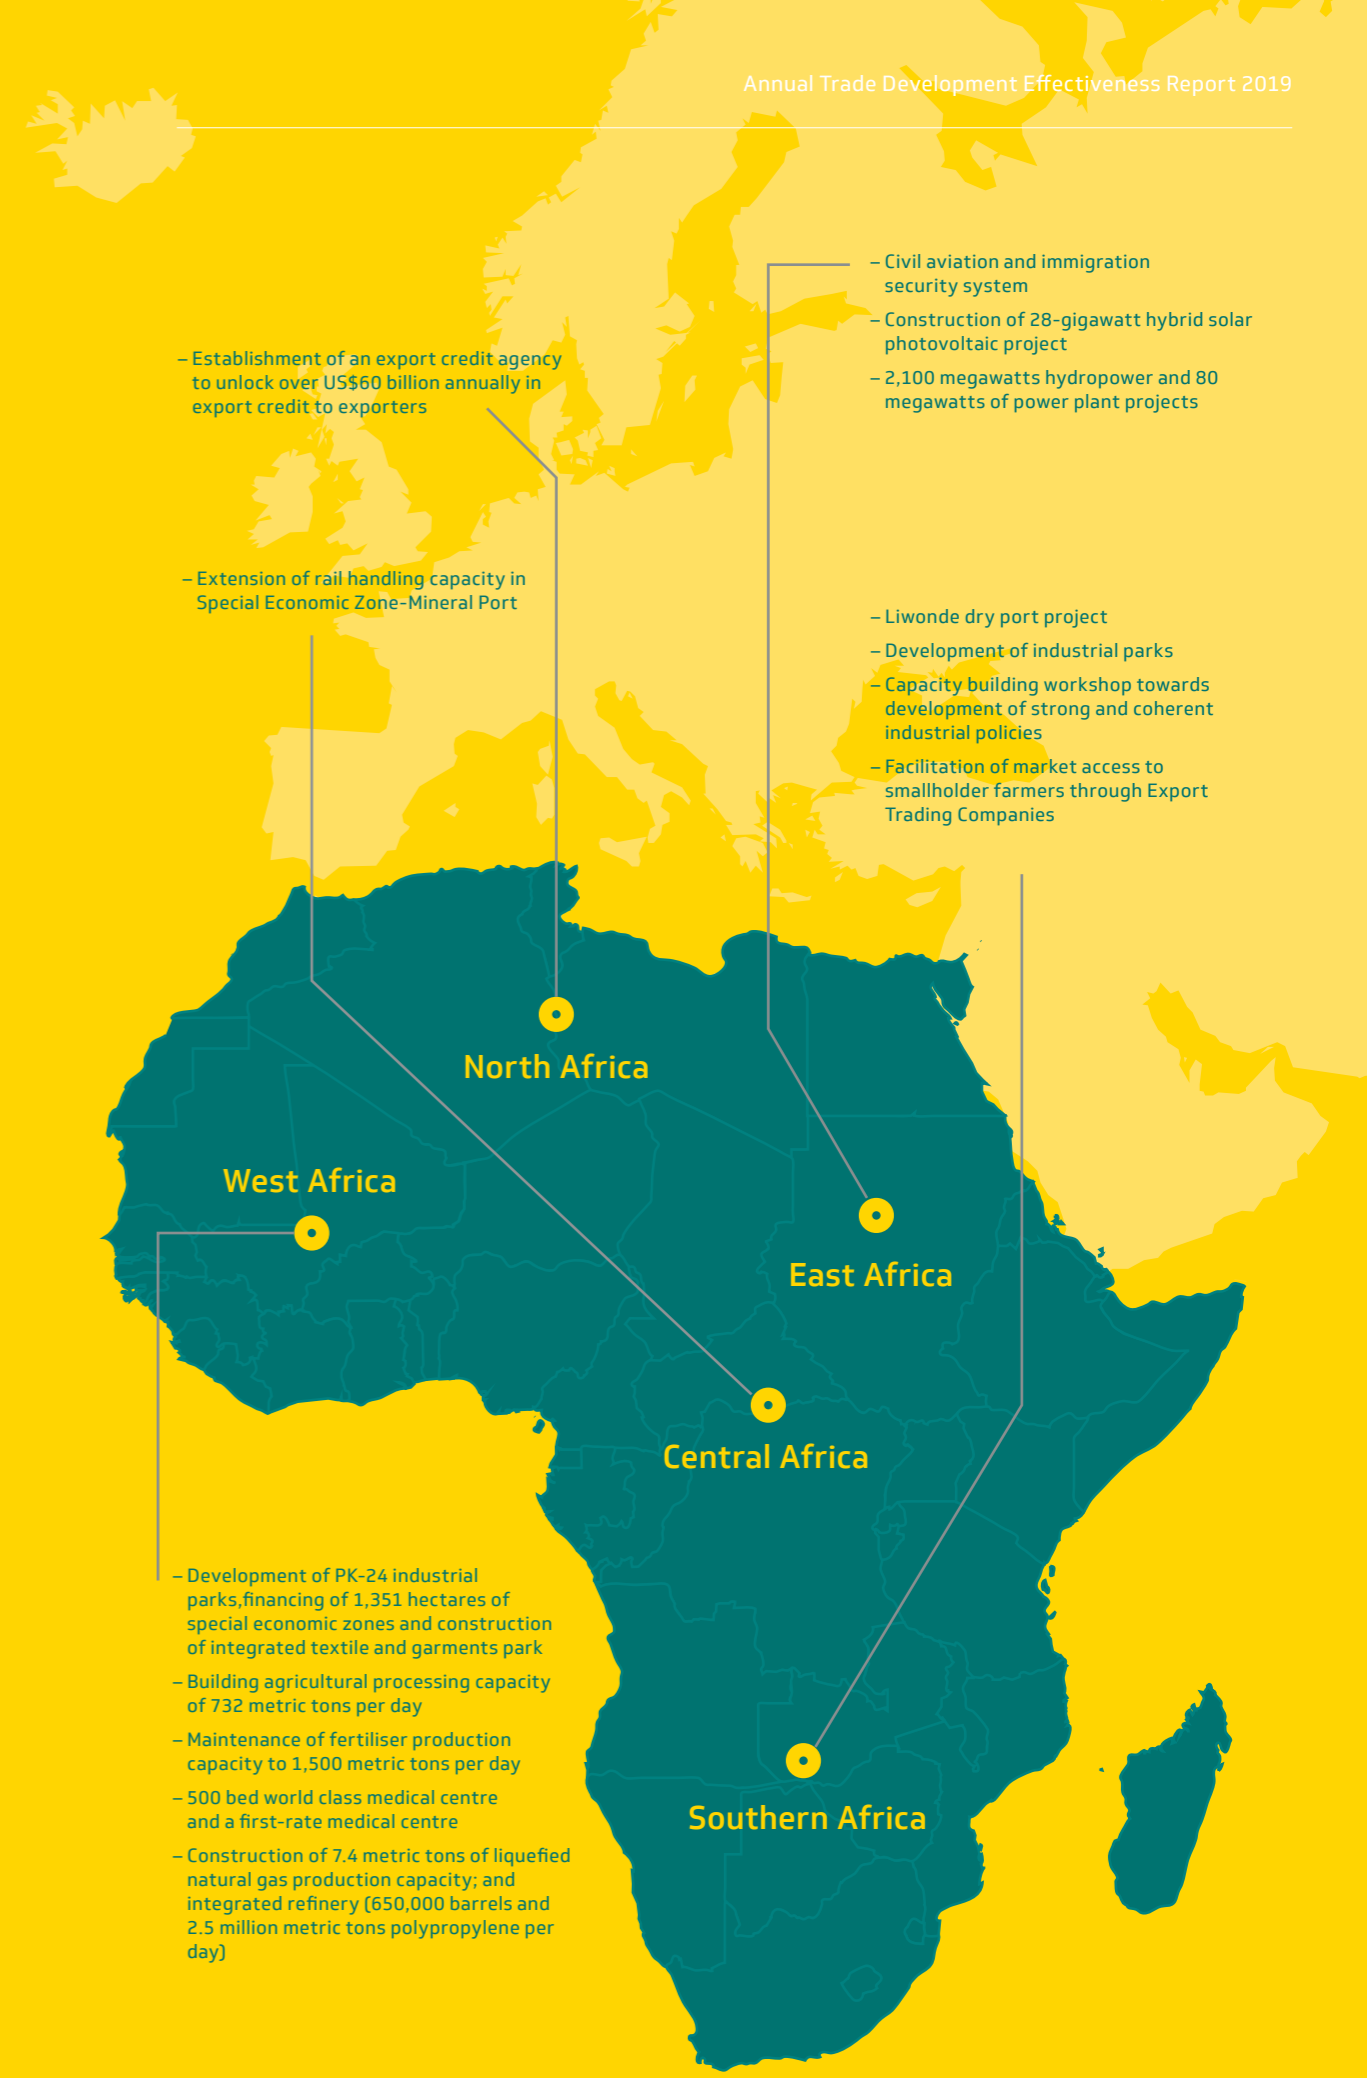 Annual Trade Development Effectiveness Report 2019
– Civil aviation and immigration
security system
– Construction of 28-gigawatt hybrid solar
photovoltaic project
– 2,100 megawatts hydropower and 80
megawatts of power plant projects
– Establishment of an export credit agency
to unlock over US$60 billion annually in
export credit to exporters
– Extension of rail handling capacity in
Special Economic Zone-Mineral Port
– Liwonde dry port project
– Development of industrial parks
– Capacity building workshop towards
development of strong and coherent
industrial policies
– Facilitation of market access to
smallholder farmers through Export
Trading Companies
North Africa
West Africa
East Africa
Central Africa
Southern Africa
– Development of PK-24 industrial
parks,financing of 1,351 hectares of
special economic zones and construction
of integrated textile and garments park
– Building agricultural processing capacity
of 732 metric tons per day
– Maintenance of fertiliser production
capacity to 1,500 metric tons per day
– 500 bed world class medical centre
and a first-rate medical centre
– Construction of 7.4 metric tons of liquefied
natural gas production capacity; and
integrated refinery (650,000 barrels and
2.5 million metric tons polypropylene per
day)